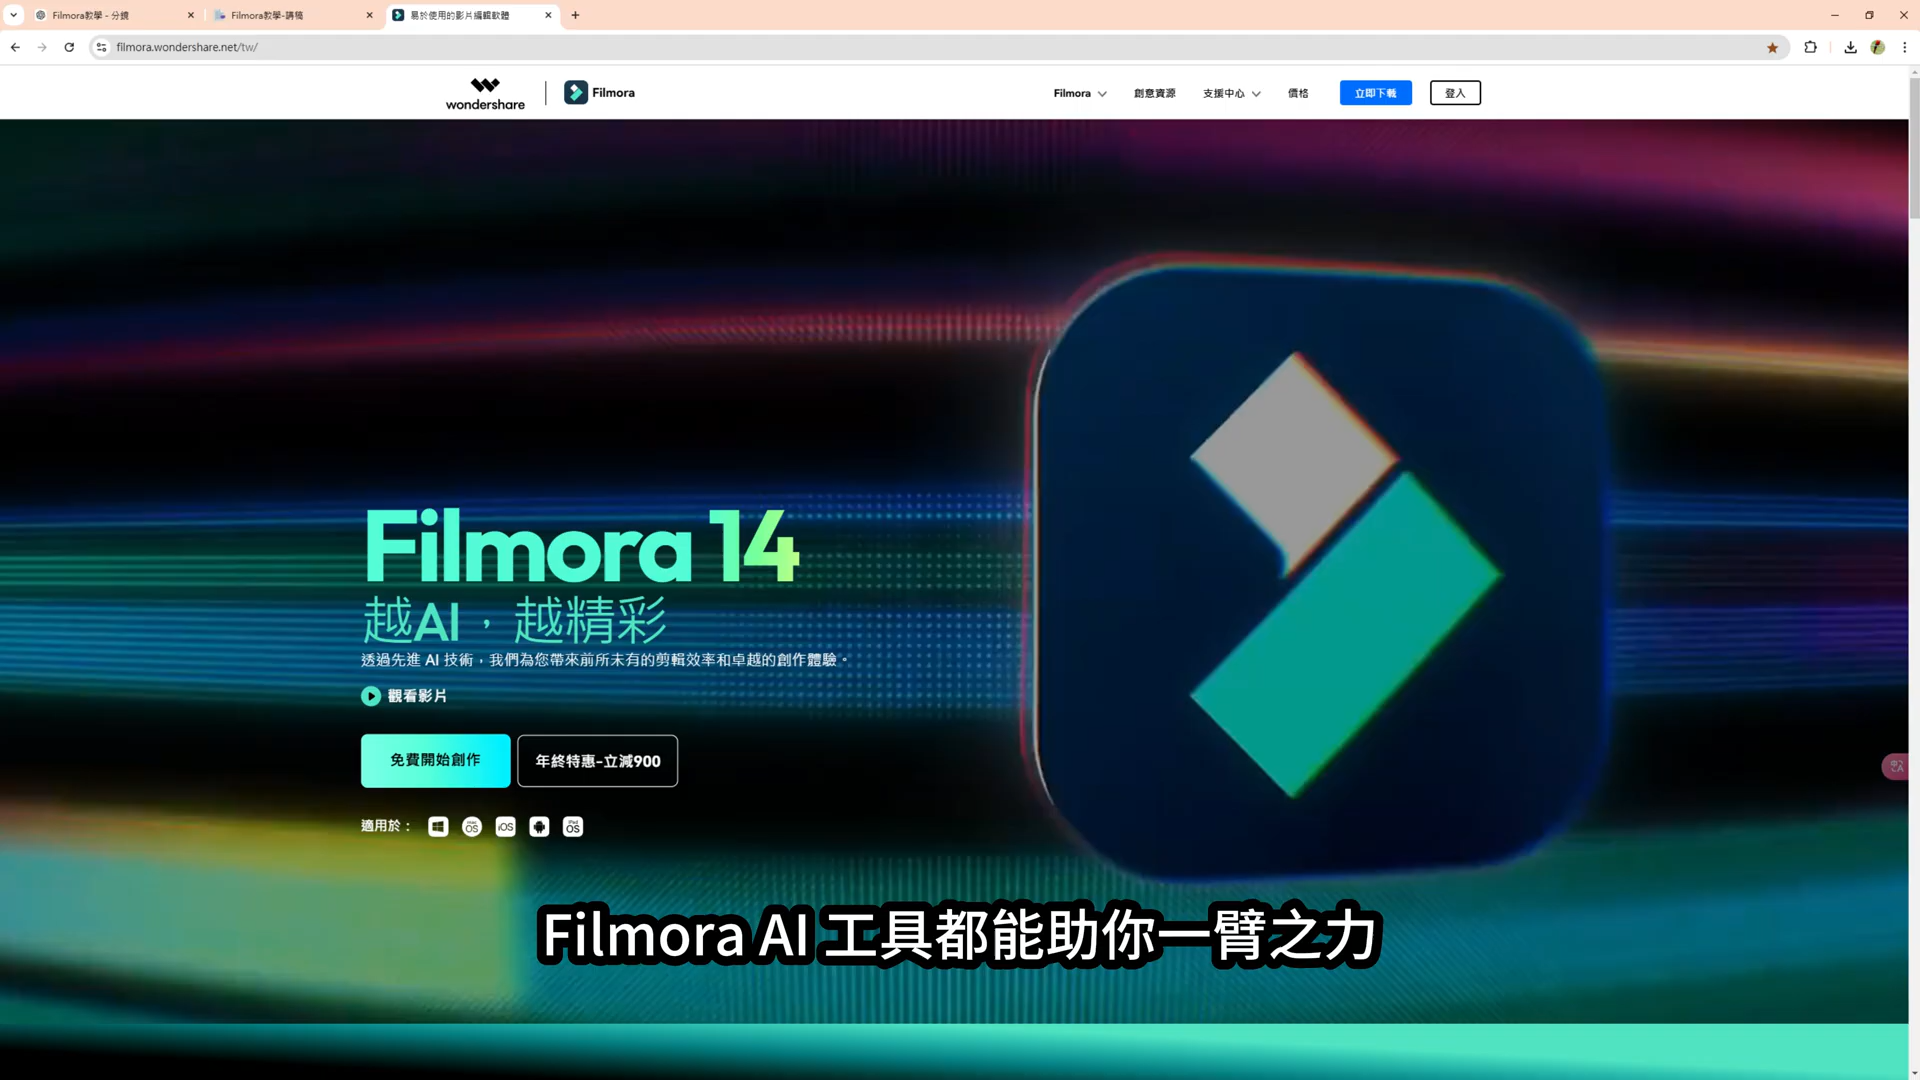 Filmora教學 - 分鏡
Filmora教學-講稿
易於使用的影片編輯軟體
filmora.wondershare.net/tw/
wondershare
Filmora
Filmora
創意資源
支援中心
價格
立即下載
登入
Filmora 14
越AI，越精彩
透過先進 AI 技術，我們為您帶來前所未有的剪輯效率和卓越的創作體驗。
觀看影片
免費開始創作
年終特惠-立減900
適用於：
macOS
iOS
iPadOS
Filmora AI 工具都能助你一臂之力